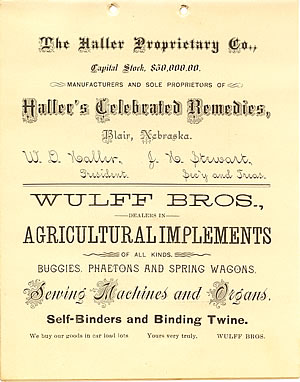 The Haller Proprietary Co.,
Capital Stock, $50,000.00.
MANUFACTURERS AND SOLE PROPRIETORS OF
Haller's Celebrated Remedies,
Blair, Nebraska.
W. D. Haller, J. H. Stewart,
President. Sec'y and Treas.
WULFF BROS.,
DEALERS IN
AGRICULTURAL IMPLEMENTS
OF ALL KINDS.
BUGGIES, PHAETONS AND SPRING WAGONS.
Sewing Machines and Organs.
Self-Binders and Binding Twine.
We buy our goods in car load lots Yours very truly, WULFF BROS.